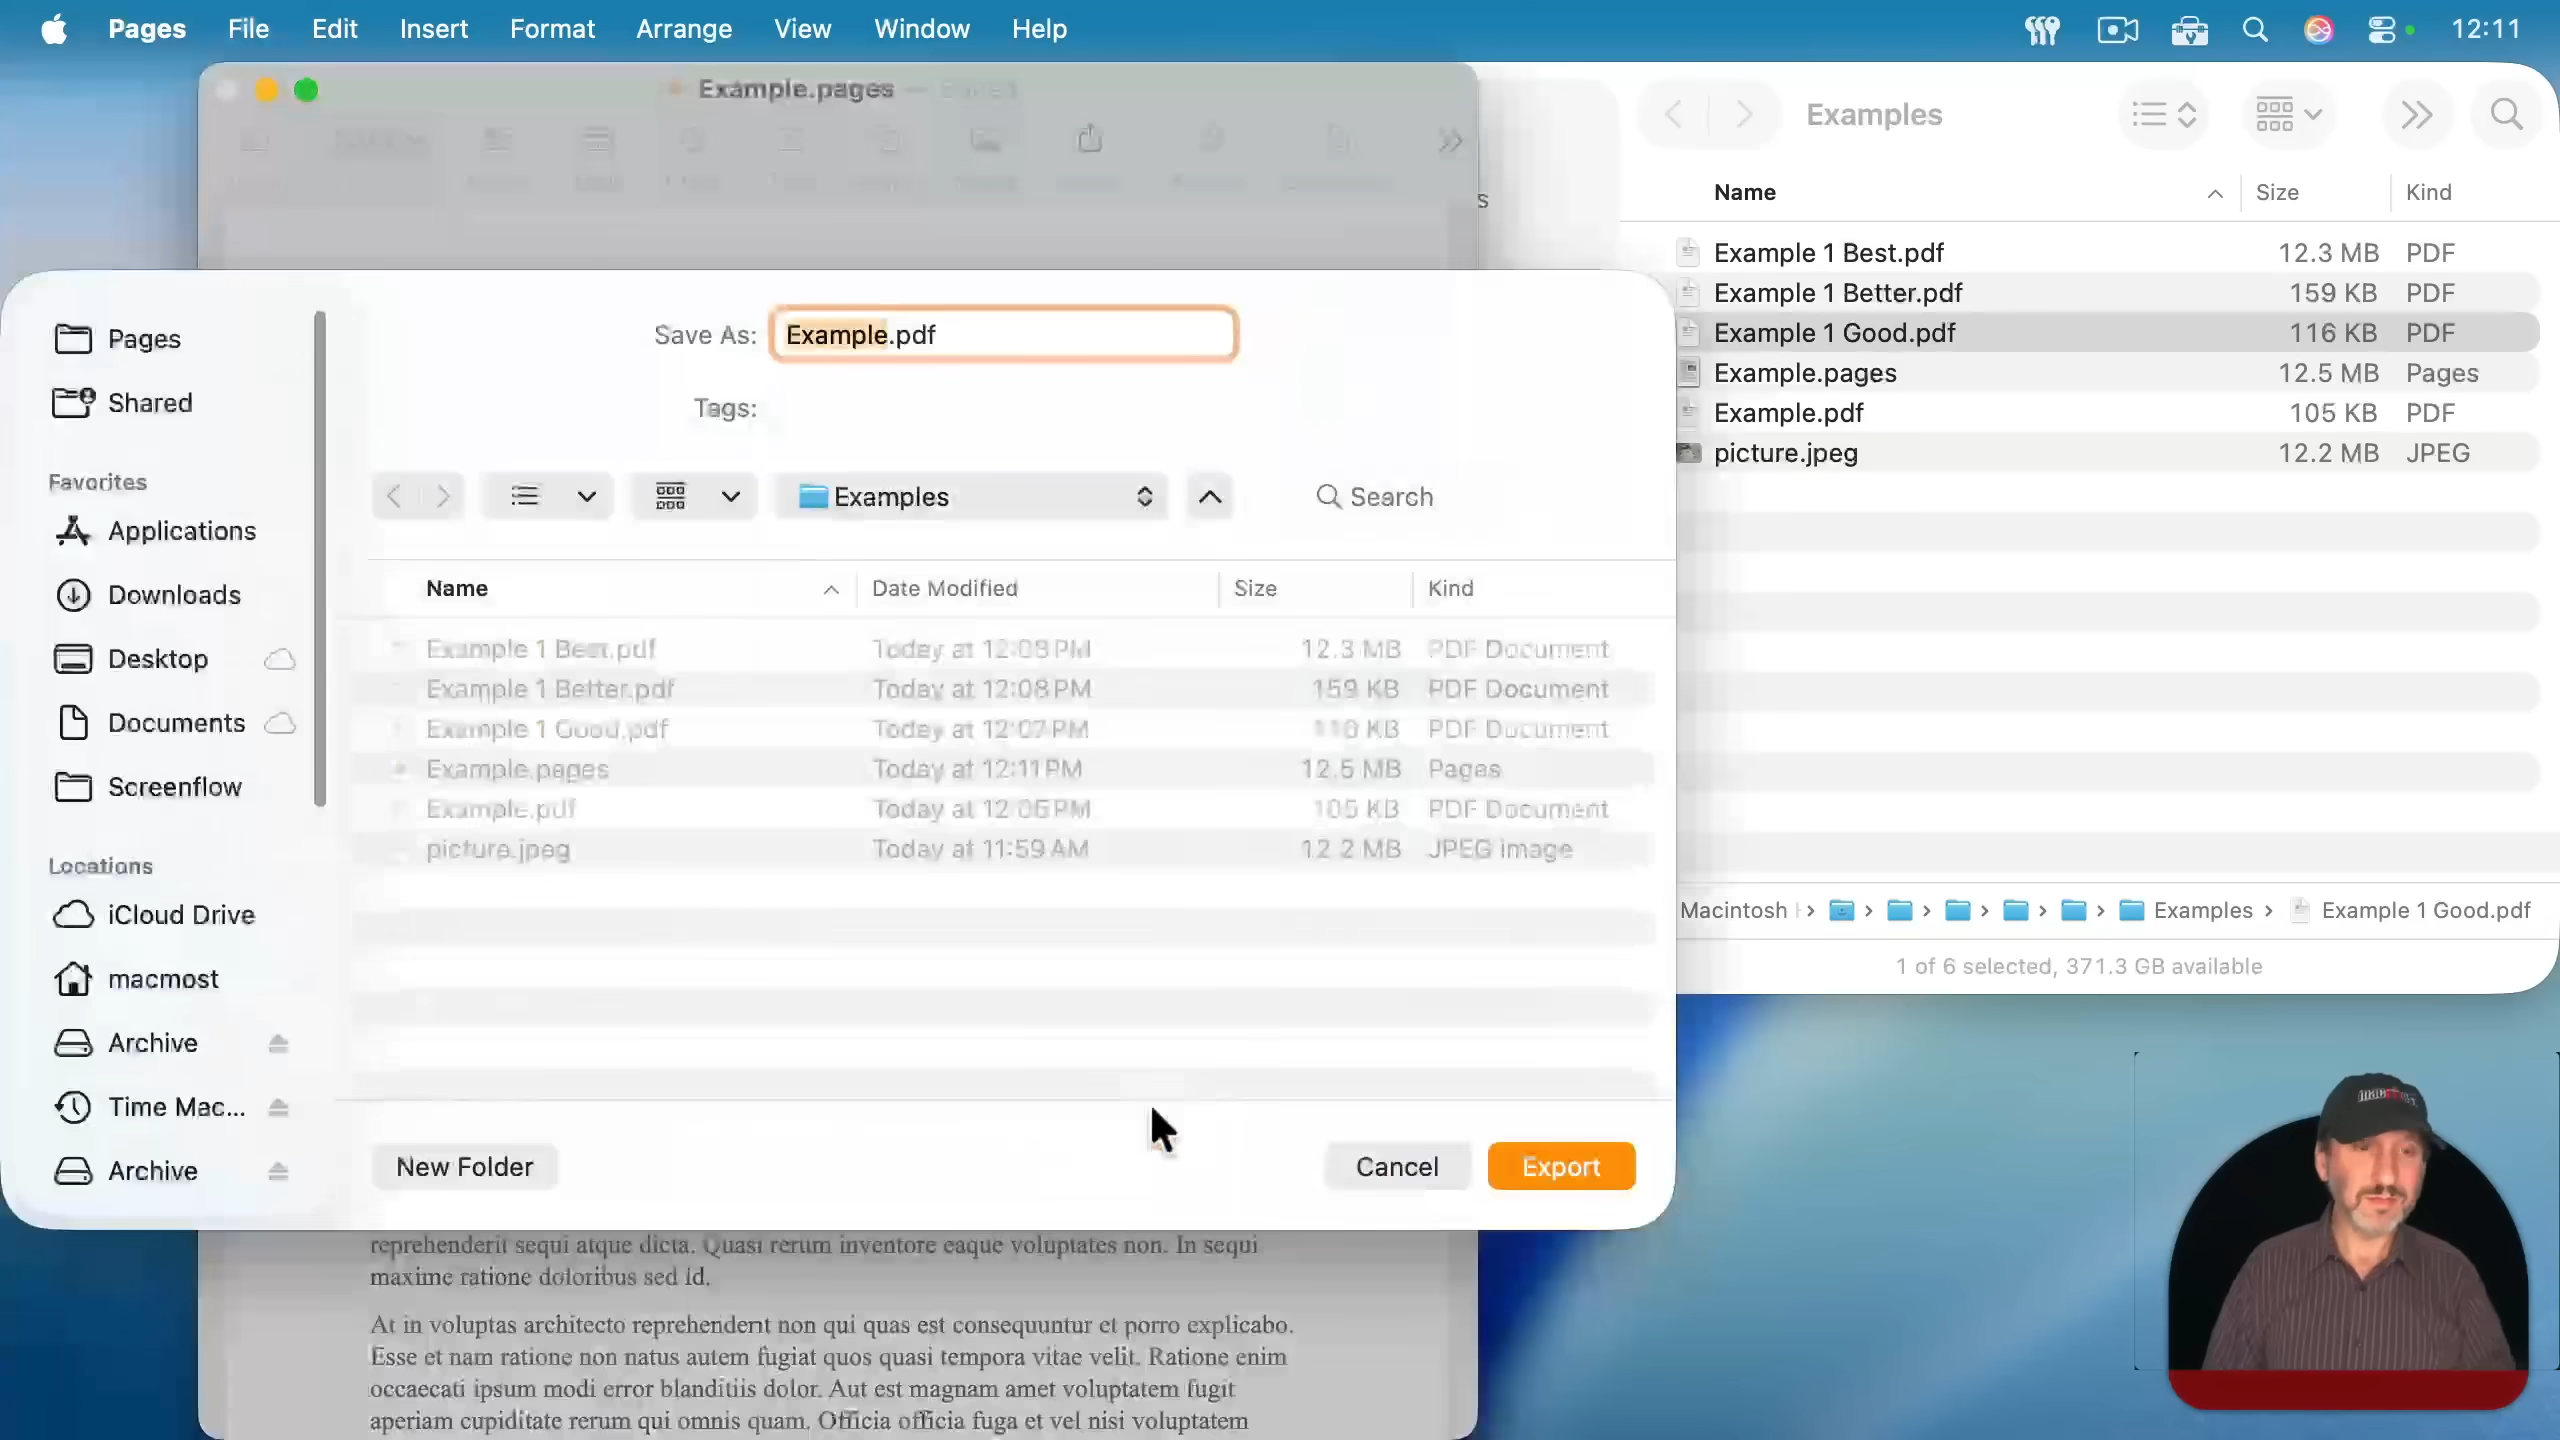 Pages File Edit Insert Format Arrange View Window Help 12:11
Example.pages
Examples
Name Size Kind
Example 1 Best.pdf 12.3 MB PDF
Example 1 Better.pdf 159 KB PDF
Example 1 Good.pdf 116 KB PDF
Example.pages 12.5 MB Pages
Example.pdf 105 KB PDF
picture.jpeg 12.2 MB JPEG
Macintosh Examples Example 1 Good.pdf
1 of 6 selected, 371.3 GB available
s
Pages
Shared
Favorites
Applications
Downloads
Desktop
Documents
Screenflow
Locations
iCloud Drive
macmost
Archive
Time Mac...
Archive
Save As: Example.pdf
Tags:
Examples Search
Name Date Modified Size Kind
Example 1 Best.pdf Today at 12:08 PM 12.3 MB PDF Document
Example 1 Better.pdf Today at 12:08 PM 159 KB PDF Document
Example 1 Good.pdf Today at 12:07 PM 116 KB PDF Document
Example.pages Today at 12:11 PM 12.5 MB Pages
Example.pdf Today at 12:05 PM 105 KB PDF Document
picture.jpeg Today at 11:59 AM 12.2 MB JPEG image
New Folder Cancel Export
reprehenderit sequi atque dicta. Quasi rerum inventore eaque voluptates non. In sequi
maxime ratione doloribus sed id.
At in voluptas architecto reprehenderit non qui quas est consequuntur et porro explicabo.
Esse et nam ratione non natus autem fugiat quos quasi tempora vitae velit. Ratione enim
occaecati ipsum modi error blanditiis dolor. Aut est magnam amet voluptatem fugit
aperiam cupiditate rerum qui omnis quam. Officia officia fuga et vel nisi voluptatem